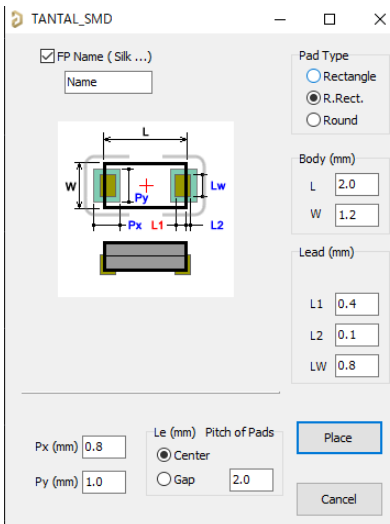 TANTAL_SMD
FP Name ( Silk ...)
Name
Pad Type
Rectangle
R.Rect.
Round
L
W
Lw
Py
Px
L1
L2
Body (mm)
L 2.0
W 1.2
Lead (mm)
L1 0.4
L2 0.1
LW 0.8
Px (mm) 0.8
Py (mm) 1.0
Le (mm) Pitch of Pads
Center
Gap 2.0
Place
Cancel